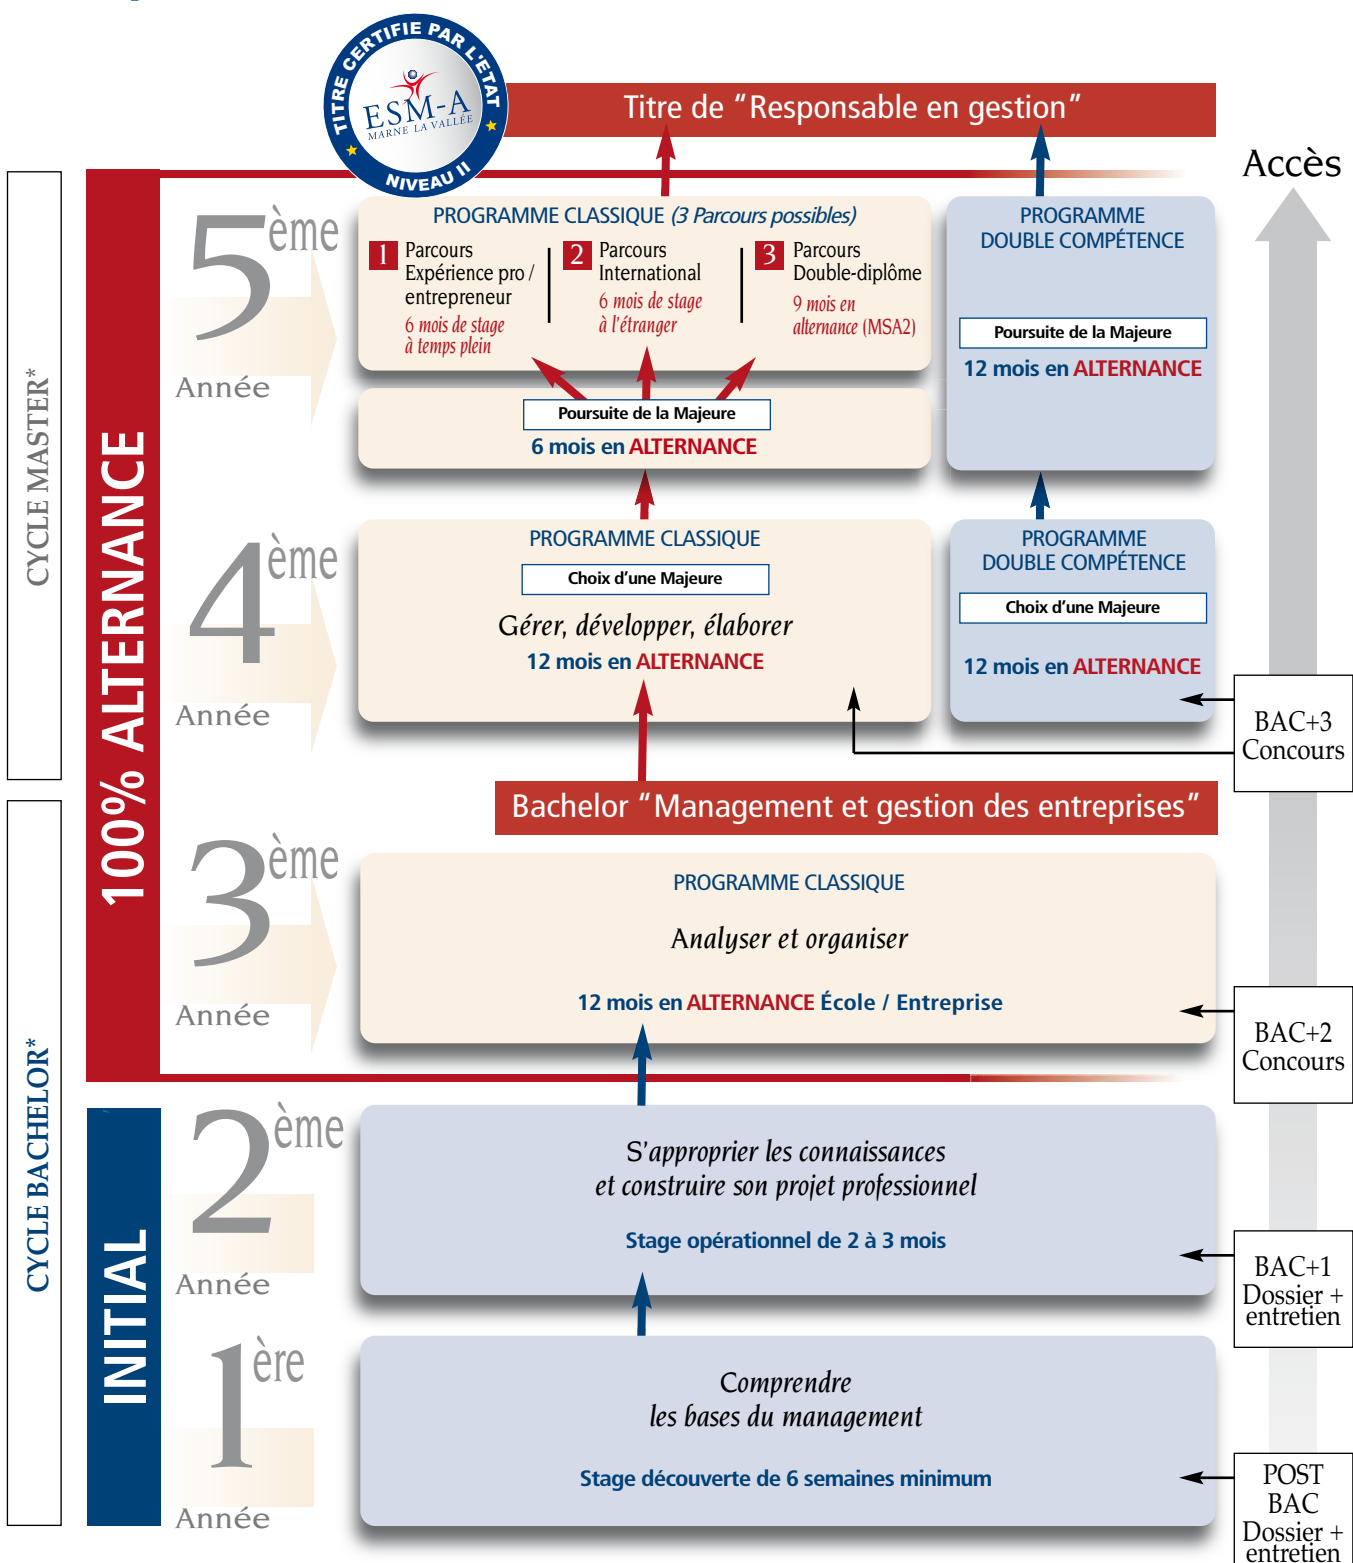 TITRE CERTIFIE PAR L'ETAT
ESM-A
MARNE LA VALLÉE
NIVEAU II
Titre de “Responsable en gestion”
Accès
CYCLE MASTER*
100% ALTERNANCE
5ème
Année
PROGRAMME CLASSIQUE (3 Parcours possibles)
1 Parcours
Expérience pro /
entrepreneur
6 mois de stage
à temps plein
2 Parcours
International
6 mois de stage
à l'étranger
3 Parcours
Double-diplôme
9 mois en
alternance (MSA2)
Poursuite de la Majeure
6 mois en ALTERNANCE
PROGRAMME
DOUBLE COMPÉTENCE
Poursuite de la Majeure
12 mois en ALTERNANCE
4ème
Année
PROGRAMME CLASSIQUE
Choix d'une Majeure
Gérer, développer, élaborer
12 mois en ALTERNANCE
PROGRAMME
DOUBLE COMPÉTENCE
Choix d'une Majeure
12 mois en ALTERNANCE
BAC+3
Concours
Bachelor “Management et gestion des entreprises”
CYCLE BACHELOR*
3ème
Année
PROGRAMME CLASSIQUE
Analyser et organiser
12 mois en ALTERNANCE École / Entreprise
BAC+2
Concours
INITIAL
2ème
Année
S'approprier les connaissances
et construire son projet professionnel
Stage opérationnel de 2 à 3 mois
BAC+1
Dossier +
entretien
1ère
Année
Comprendre
les bases du management
Stage découverte de 6 semaines minimum
POST
BAC
Dossier +
entretien